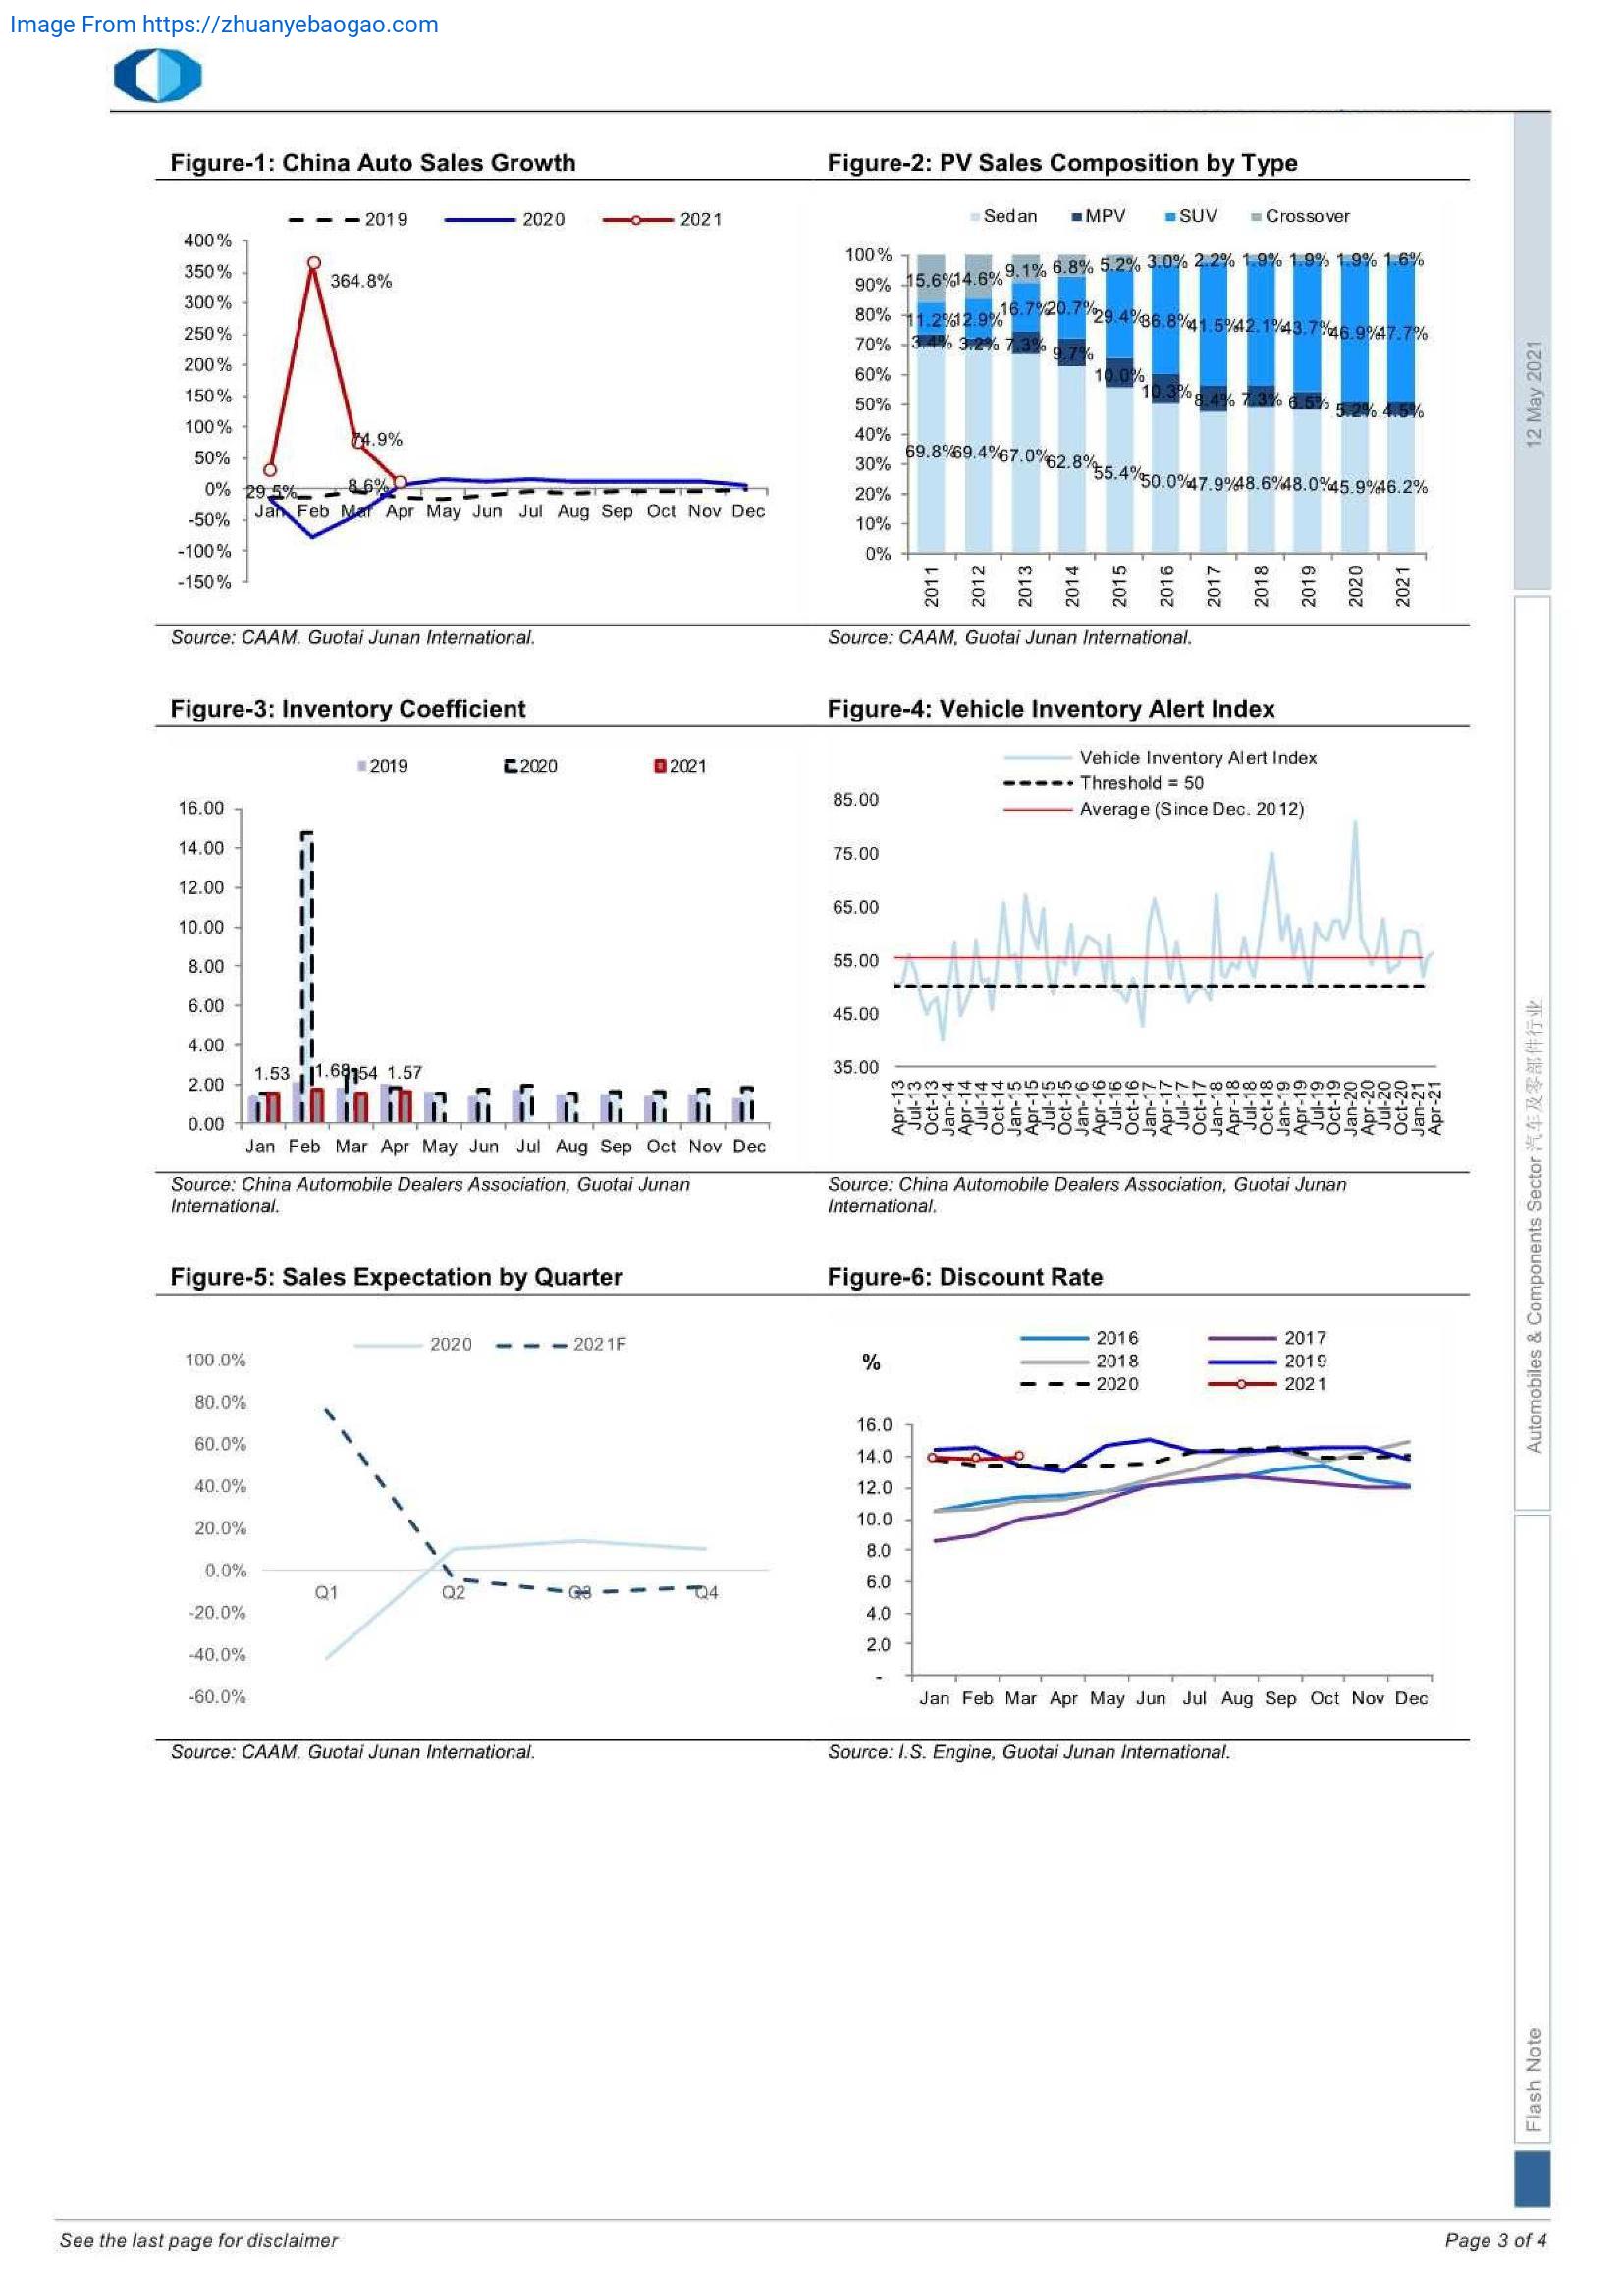 Image From https://zhuanyebaogao.com
Figure-1: China Auto Sales Growth
2019 2020 2021
400%
350%
300%
250%
200%
150%
100%
50%
0%
-50%
-100%
-150%
364.8%
74.9%
29.5%
8.6%
Jan Feb Mar Apr May Jun Jul Aug Sep Oct Nov Dec
Source: CAAM, Guotai Junan International.
Figure-2: PV Sales Composition by Type
Sedan MPV SUV Crossover
100%
90%
80%
70%
60%
50%
40%
30%
20%
10%
0%
15.6% 14.6% 9.1% 6.8% 5.2% 3.0% 2.2% 1.9% 1.9% 1.9% 1.6%
11.2% 12.9% 16.7% 20.7% 29.4% 36.8% 41.5% 42.1% 43.7% 46.9% 47.7%
3.4% 3.2% 7.3% 9.7% 10.0% 10.3% 8.4% 7.3% 6.5% 5.2% 4.5%
69.8% 69.4% 67.0% 62.8% 55.4% 50.0% 47.9% 48.6% 48.0% 45.9% 46.2%
2011 2012 2013 2014 2015 2016 2017 2018 2019 2020 2021
Source: CAAM, Guotai Junan International.
Figure-3: Inventory Coefficient
2019 2020 2021
16.00
14.00
12.00
10.00
8.00
6.00
4.00
2.00
0.00
1.53 1.68 1.54 1.57
Jan Feb Mar Apr May Jun Jul Aug Sep Oct Nov Dec
Source: China Automobile Dealers Association, Guotai Junan
International.
Figure-4: Vehicle Inventory Alert Index
Vehicle Inventory Alert Index
Threshold = 50
Average (Since Dec. 2012)
85.00
75.00
65.00
55.00
45.00
35.00
Apr-13 Jul-13 Oct-13 Jan-14 Apr-14 Jul-14 Oct-14 Jan-15 Apr-15 Jul-15 Oct-15 Jan-16 Apr-16 Jul-16 Oct-16 Jan-17 Apr-17 Jul-17 Oct-17 Jan-18 Apr-18 Jul-18 Oct-18 Jan-19 Apr-19 Jul-19 Oct-19 Jan-20 Apr-20 Jul-20 Oct-20 Jan-21 Apr-21
Source: China Automobile Dealers Association, Guotai Junan
International.
Figure-5: Sales Expectation by Quarter
2020 2021F
100.0%
80.0%
60.0%
40.0%
20.0%
0.0%
-20.0%
-40.0%
-60.0%
Q1 Q2 Q3 Q4
Source: CAAM, Guotai Junan International.
Figure-6: Discount Rate
%
2016 2017
2018 2019
2020 2021
16.0
14.0
12.0
10.0
8.0
6.0
4.0
2.0
-
Jan Feb Mar Apr May Jun Jul Aug Sep Oct Nov Dec
Source: I.S. Engine, Guotai Junan International.
12 May 2021
Automobiles & Components Sector 汽车及零部件行业
Flash Note
See the last page for disclaimer
Page 3 of 4